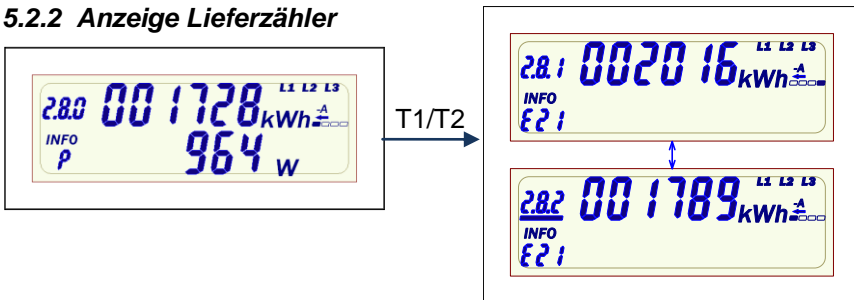 5.2.2 Anzeige Lieferzähler
L1 L2 L3
2.8.0 001728 kWh -A
INFO
P 964 W
T1/T2
L1 L2 L3
2.8.1 002016 kWh -A
INFO
E21
L1 L2 L3
2.8.2 001789 kWh -A
INFO
E21